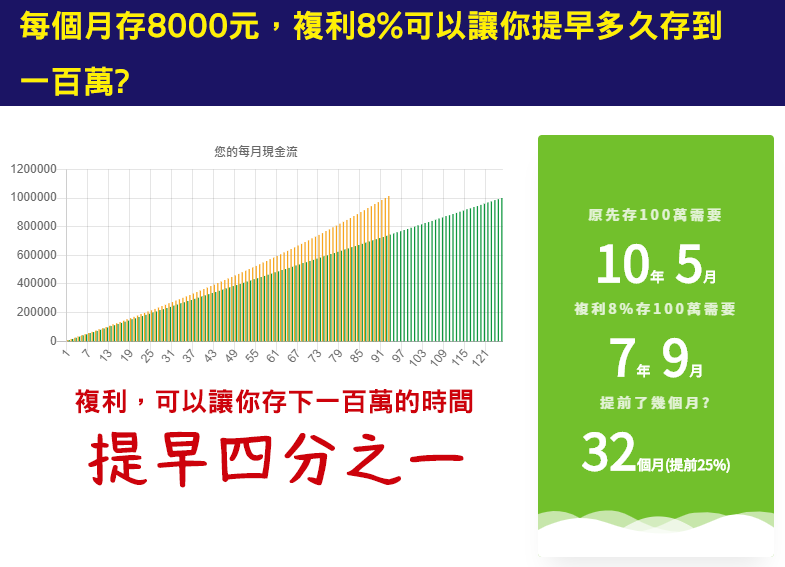 每個月存8000元，複利8%可以讓你提早多久存到
一百萬?
您的每月現金流
1200000
1000000
800000
600000
400000
200000
0
1 7 13 19 25 31 37 43 49 55 61 67 73 79 85 91 97 103 109 115 121
複利，可以讓你存下一百萬的時間
提早四分之一
原先存100萬需要
10年 5月
複利8%存100萬需要
7年 9月
提前了幾個月?
32個月(提前25%)